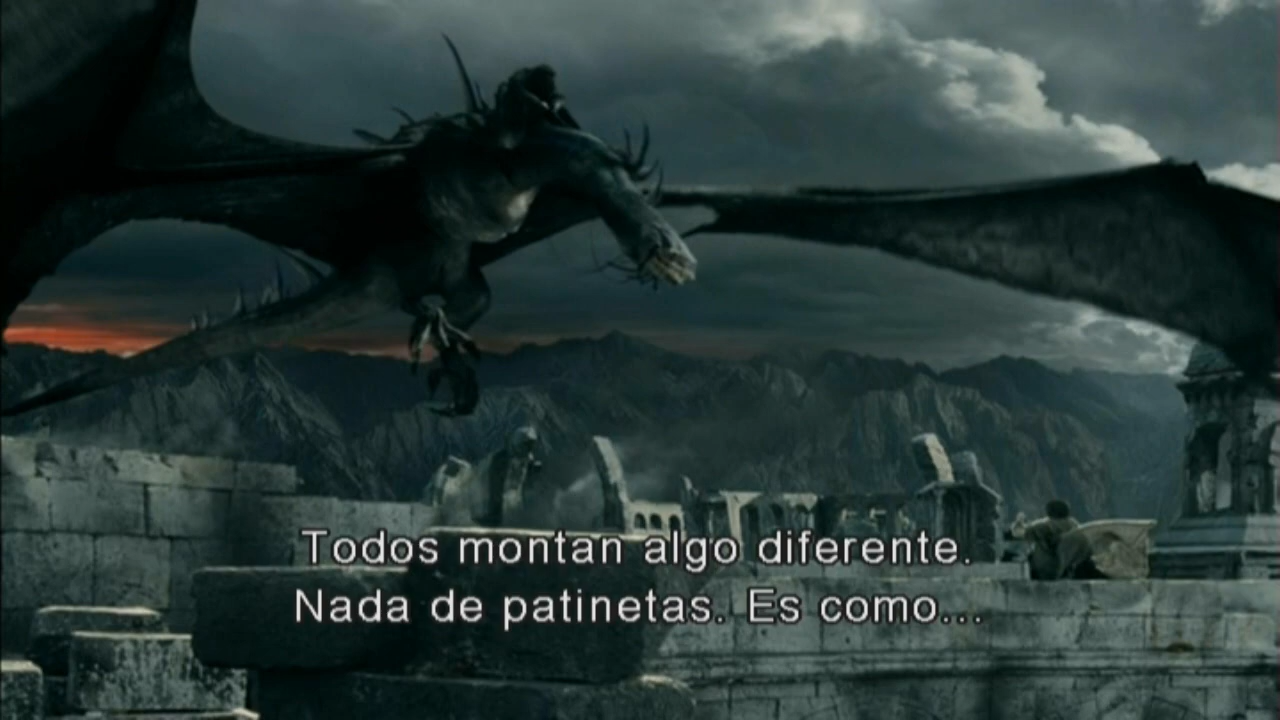 Todos montan algo diferente.
Nada de patinetas. Es como...